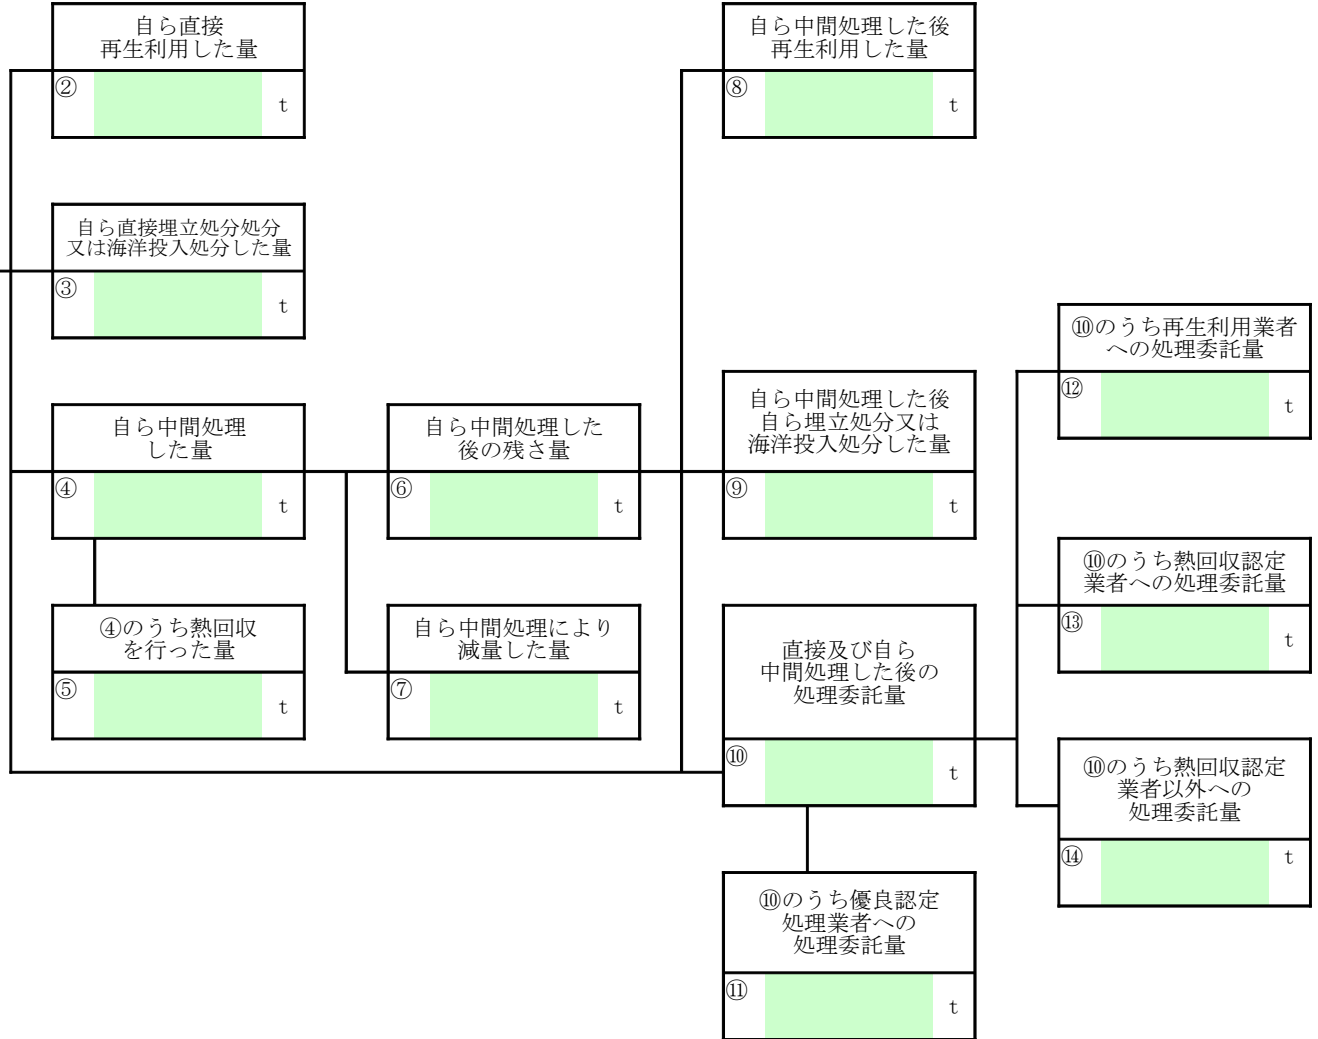 自ら直接
再生利用した量
②
t
自ら中間処理した後
再生利用した量
⑧
t
自ら直接埋立処分処分
又は海洋投入処分した量
③
t
⑩のうち再生利用業者
への処理委託量
⑫
t
自ら中間処理
した量
④
t
自ら中間処理した
後の残さ量
⑥
t
自ら中間処理した後
自ら埋立処分又は
海洋投入処分した量
⑨
t
⑩のうち熱回収認定
業者への処理委託量
⑬
t
④のうち熱回収
を行った量
⑤
t
自ら中間処理により
減量した量
⑦
t
直接及び自ら
中間処理した後の
処理委託量
⑩
t
⑩のうち熱回収認定
業者以外への
処理委託量
⑭
t
⑩のうち優良認定
処理業者への
処理委託量
⑪
t